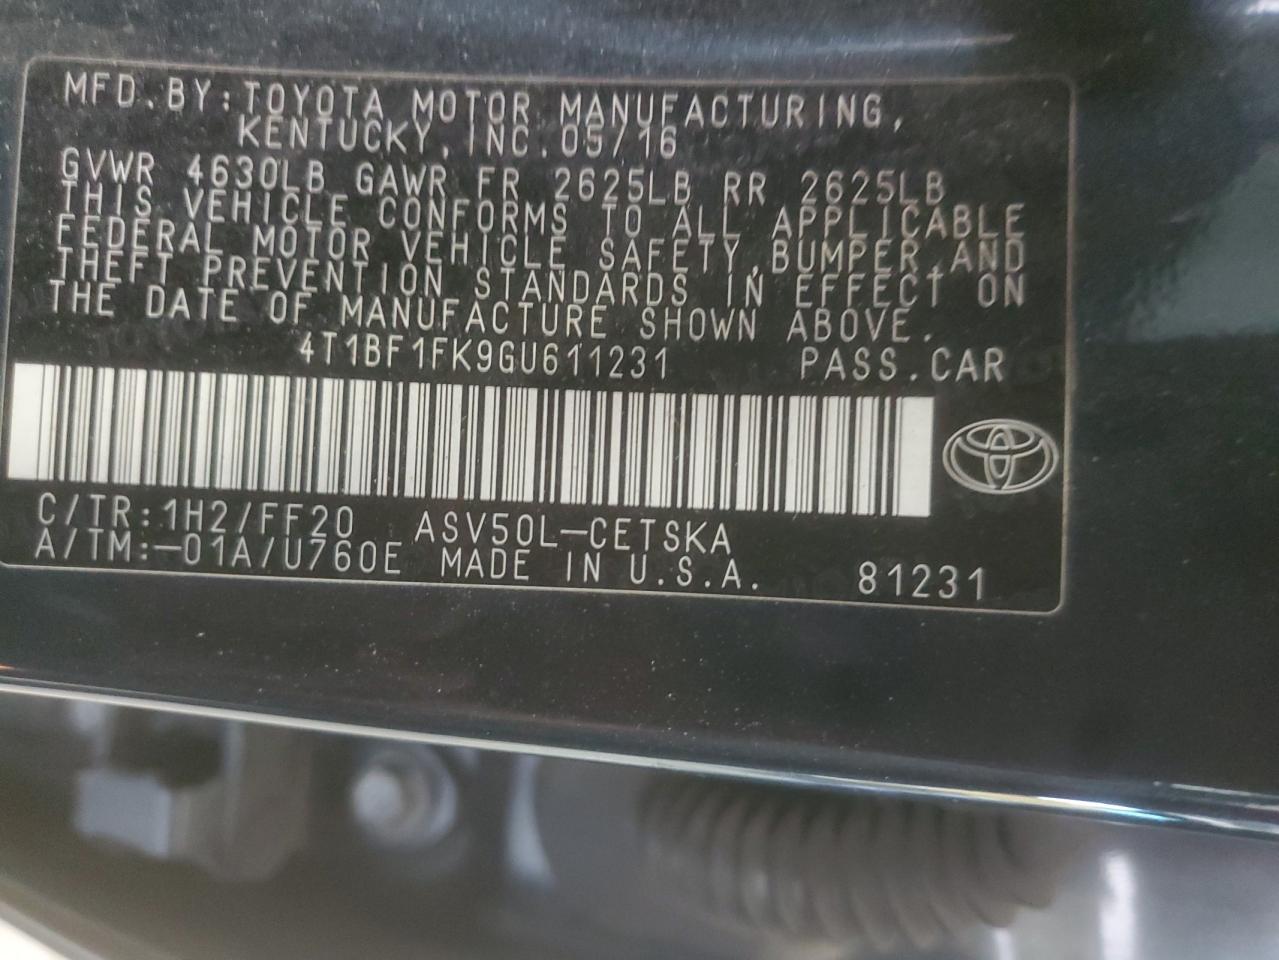 MFD.BY:TOYOTA MOTOR MANUFACTURING,
KENTUCKY,INC.05/16
GVWR 4630LB GAWR FR 2625LB RR 2625LB
THIS VEHICLE CONFORMS TO ALL APPLICABLE
FEDERAL MOTOR VEHICLE SAFETY,BUMPER,AND
THEFT PREVENTION STANDARDS IN EFFECT ON
THE DATE OF MANUFACTURE SHOWN ABOVE.
4T1BF1FK9GU611231 PASS.CAR
C/TR:1H2/FF20 ASV50L-CETSKA
A/TM:-01A/U760E MADE IN U.S.A. 81231